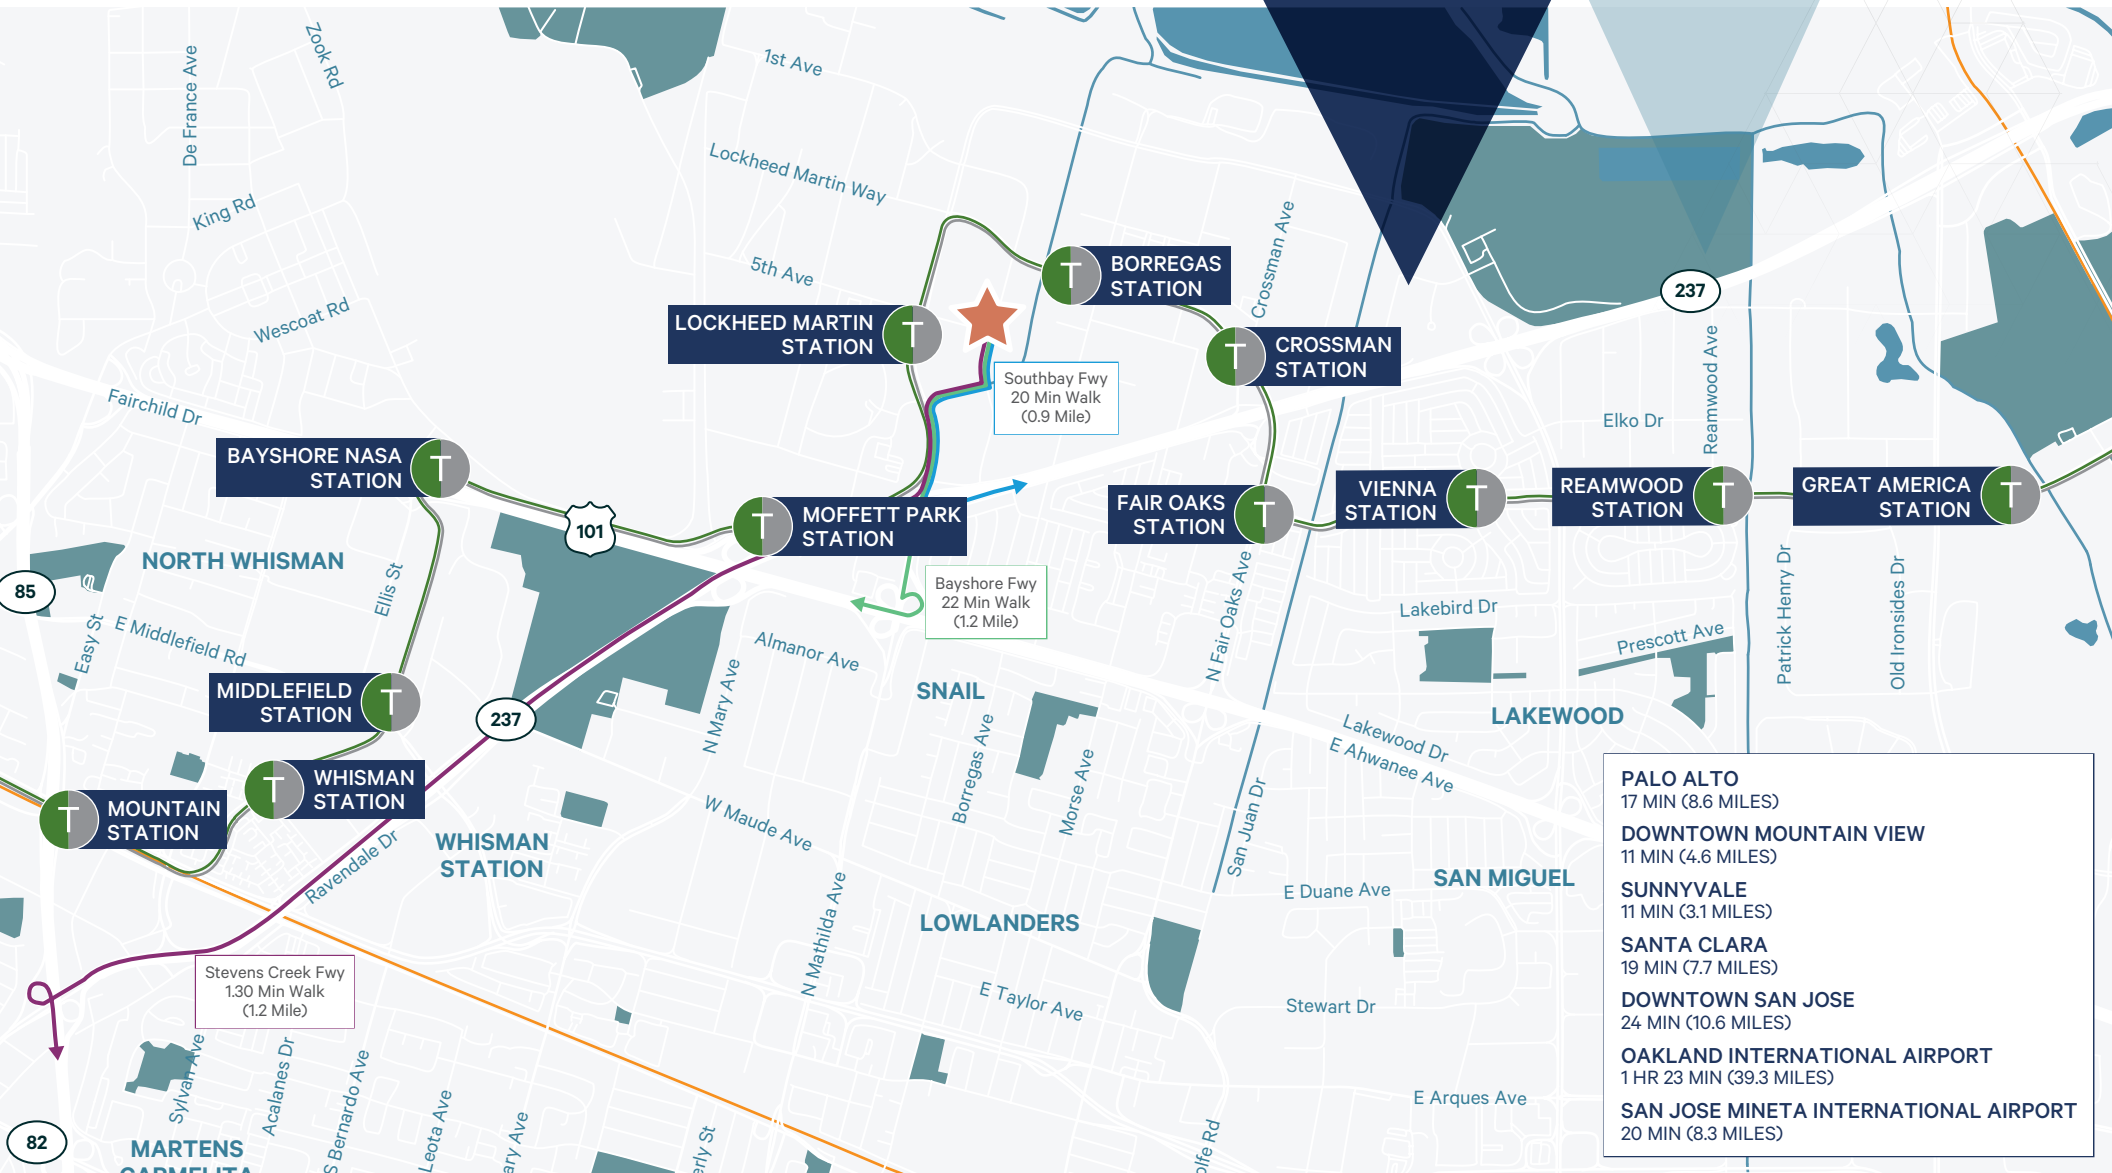 De France Ave
Zook Rd
1st Ave
Lockheed Martin Way
King Rd
5th Ave
Crossman Ave
Wescoat Rd
T
BORREGAS
STATION
237
LOCKHEED MARTIN
STATION
T
T
CROSSMAN
STATION
Reamwood Ave
Southbay Fwy
20 Min Walk
(0.9 Mile)
Fairchild Dr
Elko Dr
BAYSHORE NASA
STATION
T
101
T
MOFFETT PARK
STATION
FAIR OAKS
STATION
T
VIENNA
STATION
T
REAMWOOD
STATION
T
GREAT AMERICA
STATION
T
NORTH WHISMAN
85
Ellis St
Easy St
E Middlefield Rd
Bayshore Fwy
22 Min Walk
(1.2 Mile)
N Fair Oaks Ave
Lakebird Dr
Prescott Ave
Patrick Henry Dr
Old Ironsides Dr
Almanor Ave
N Mary Ave
SNAIL
MIDDLEFIELD
STATION
T
237
Borregas Ave
Morse Ave
Lakewood Dr
E Ahwanee Ave
LAKEWOOD
T
WHISMAN
STATION
T
MOUNTAIN
STATION
Ravendale Dr
WHISMAN
STATION
W Maude Ave
San Juan Dr
N Mathilda Ave
E Duane Ave
SAN MIGUEL
LOWLANDERS
Stevens Creek Fwy
1.30 Min Walk
(1.2 Mile)
E Taylor Ave
Stewart Dr
Sylvan Ave
Acalanes Dr
S Bernardo Ave
Leota Ave
ary Ave
erly St
olfe Rd
E Arques Ave
82
MARTENS
CARMELITA
PALO ALTO
17 MIN (8.6 MILES)
DOWNTOWN MOUNTAIN VIEW
11 MIN (4.6 MILES)
SUNNYVALE
11 MIN (3.1 MILES)
SANTA CLARA
19 MIN (7.7 MILES)
DOWNTOWN SAN JOSE
24 MIN (10.6 MILES)
OAKLAND INTERNATIONAL AIRPORT
1 HR 23 MIN (39.3 MILES)
SAN JOSE MINETA INTERNATIONAL AIRPORT
20 MIN (8.3 MILES)